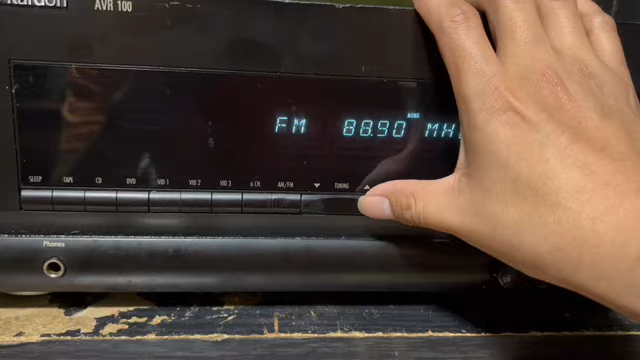 kardon
AVR 100
MONO
FM 88.90 MH
SLEEP TAPE CD DVD VID 1 VID 2 VID 3 6 CH. AM/FM TUNING
Phones